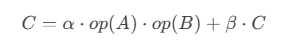 C = α · op(A) · op(B) + β · C